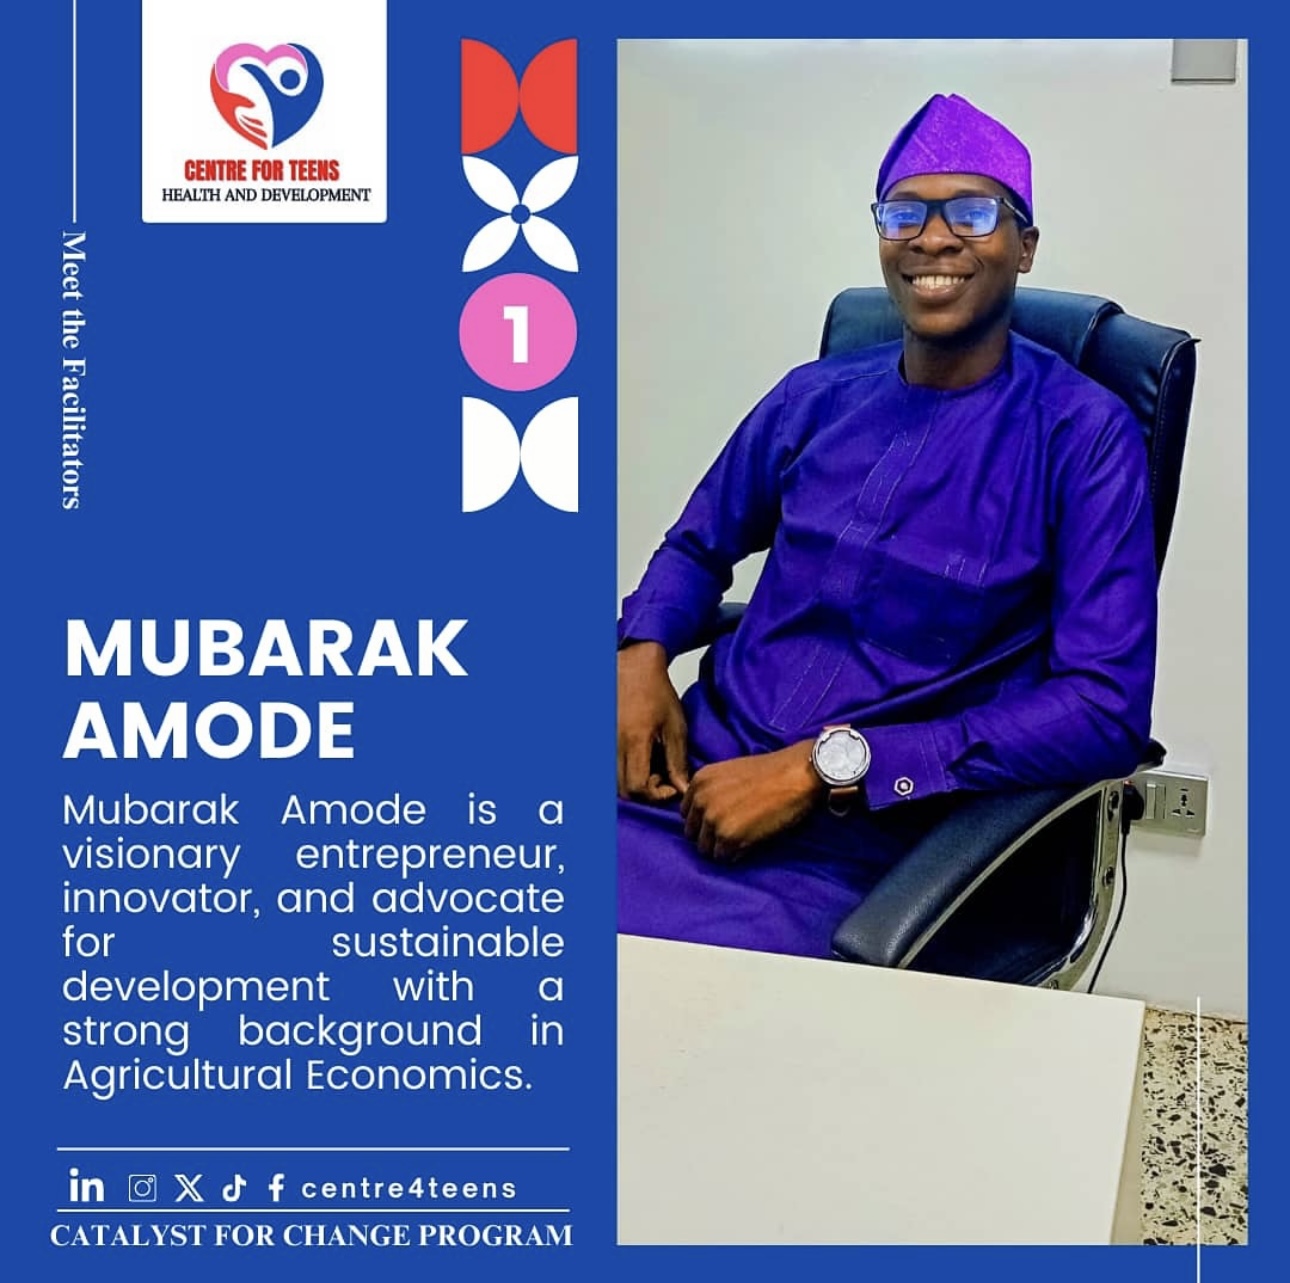 CENTRE FOR TEENS
HEALTH AND DEVELOPMENT
Meet the Facilitators
1
MUBARAK
AMODE
Mubarak Amode is a
visionary entrepreneur,
innovator, and advocate
for sustainable
development with a
strong background in
Agricultural Economics.
in X f centre4teens
CATALYST FOR CHANGE PROGRAM